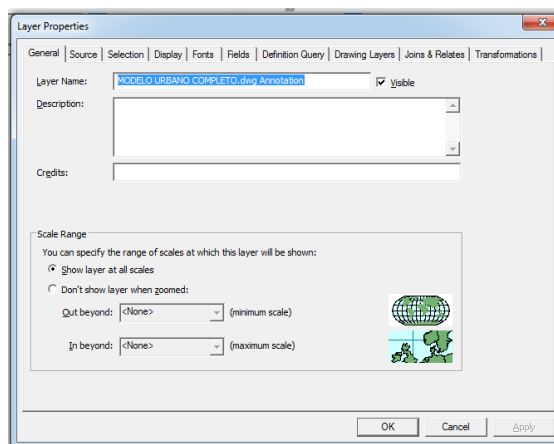 Layer Properties
General Source Selection Display Fonts Fields Definition Query Drawing Layers Joins & Relates Transformations
Layer Name: MODELO URBANO COMPLETO.dwg Annotation Visible
Description:
Credits:
Scale Range
You can specify the range of scales at which this layer will be shown:
Show layer at all scales
Don't show layer when zoomed:
Out beyond: <None> (minimum scale)
In beyond: <None> (maximum scale)
OK Cancel Apply